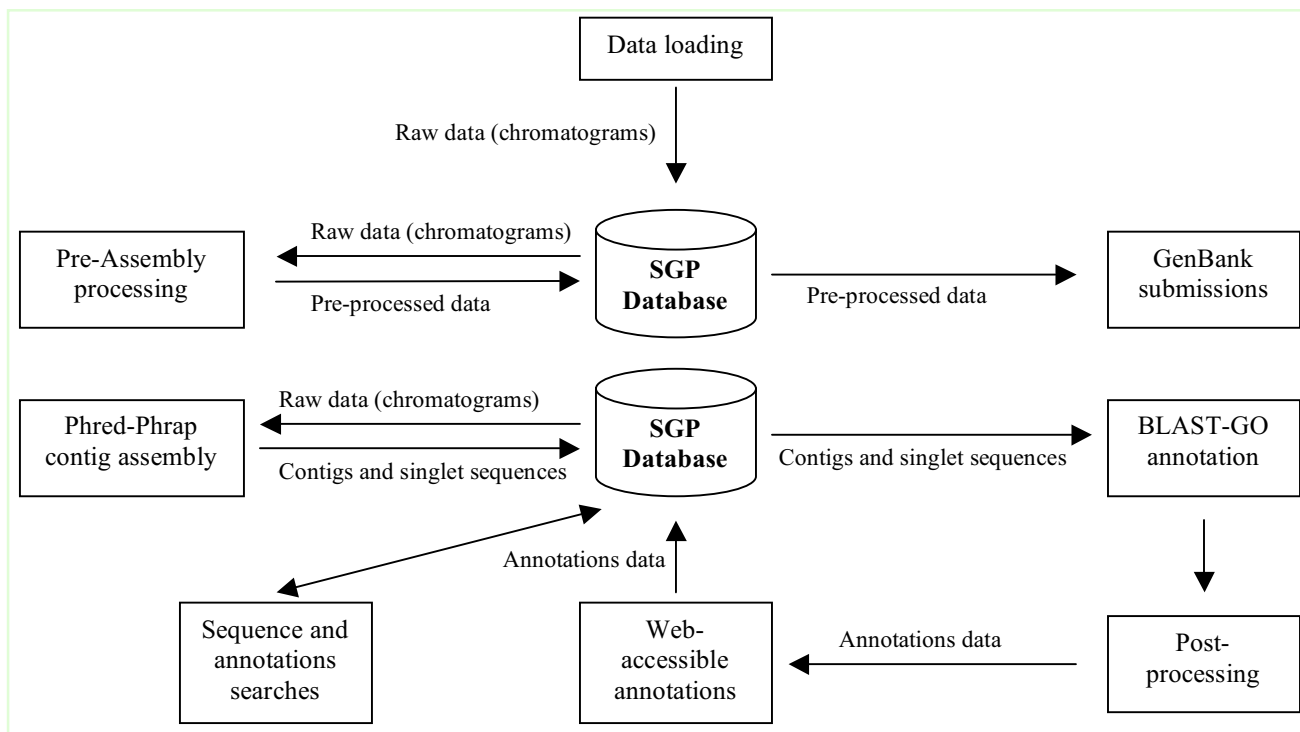 Data loading
Raw data (chromatograms)
Raw data (chromatograms)
Pre-Assembly
processing
Pre-processed data
SGP
Database
Pre-processed data
GenBank
submissions
Raw data (chromatograms)
Phred-Phrap
contig assembly
Contigs and singlet sequences
SGP
Database
Contigs and singlet sequences
BLAST-GO
annotation
Annotations data
Sequence and
annotations
searches
Web-
accessible
annotations
Annotations data
Post-
processing